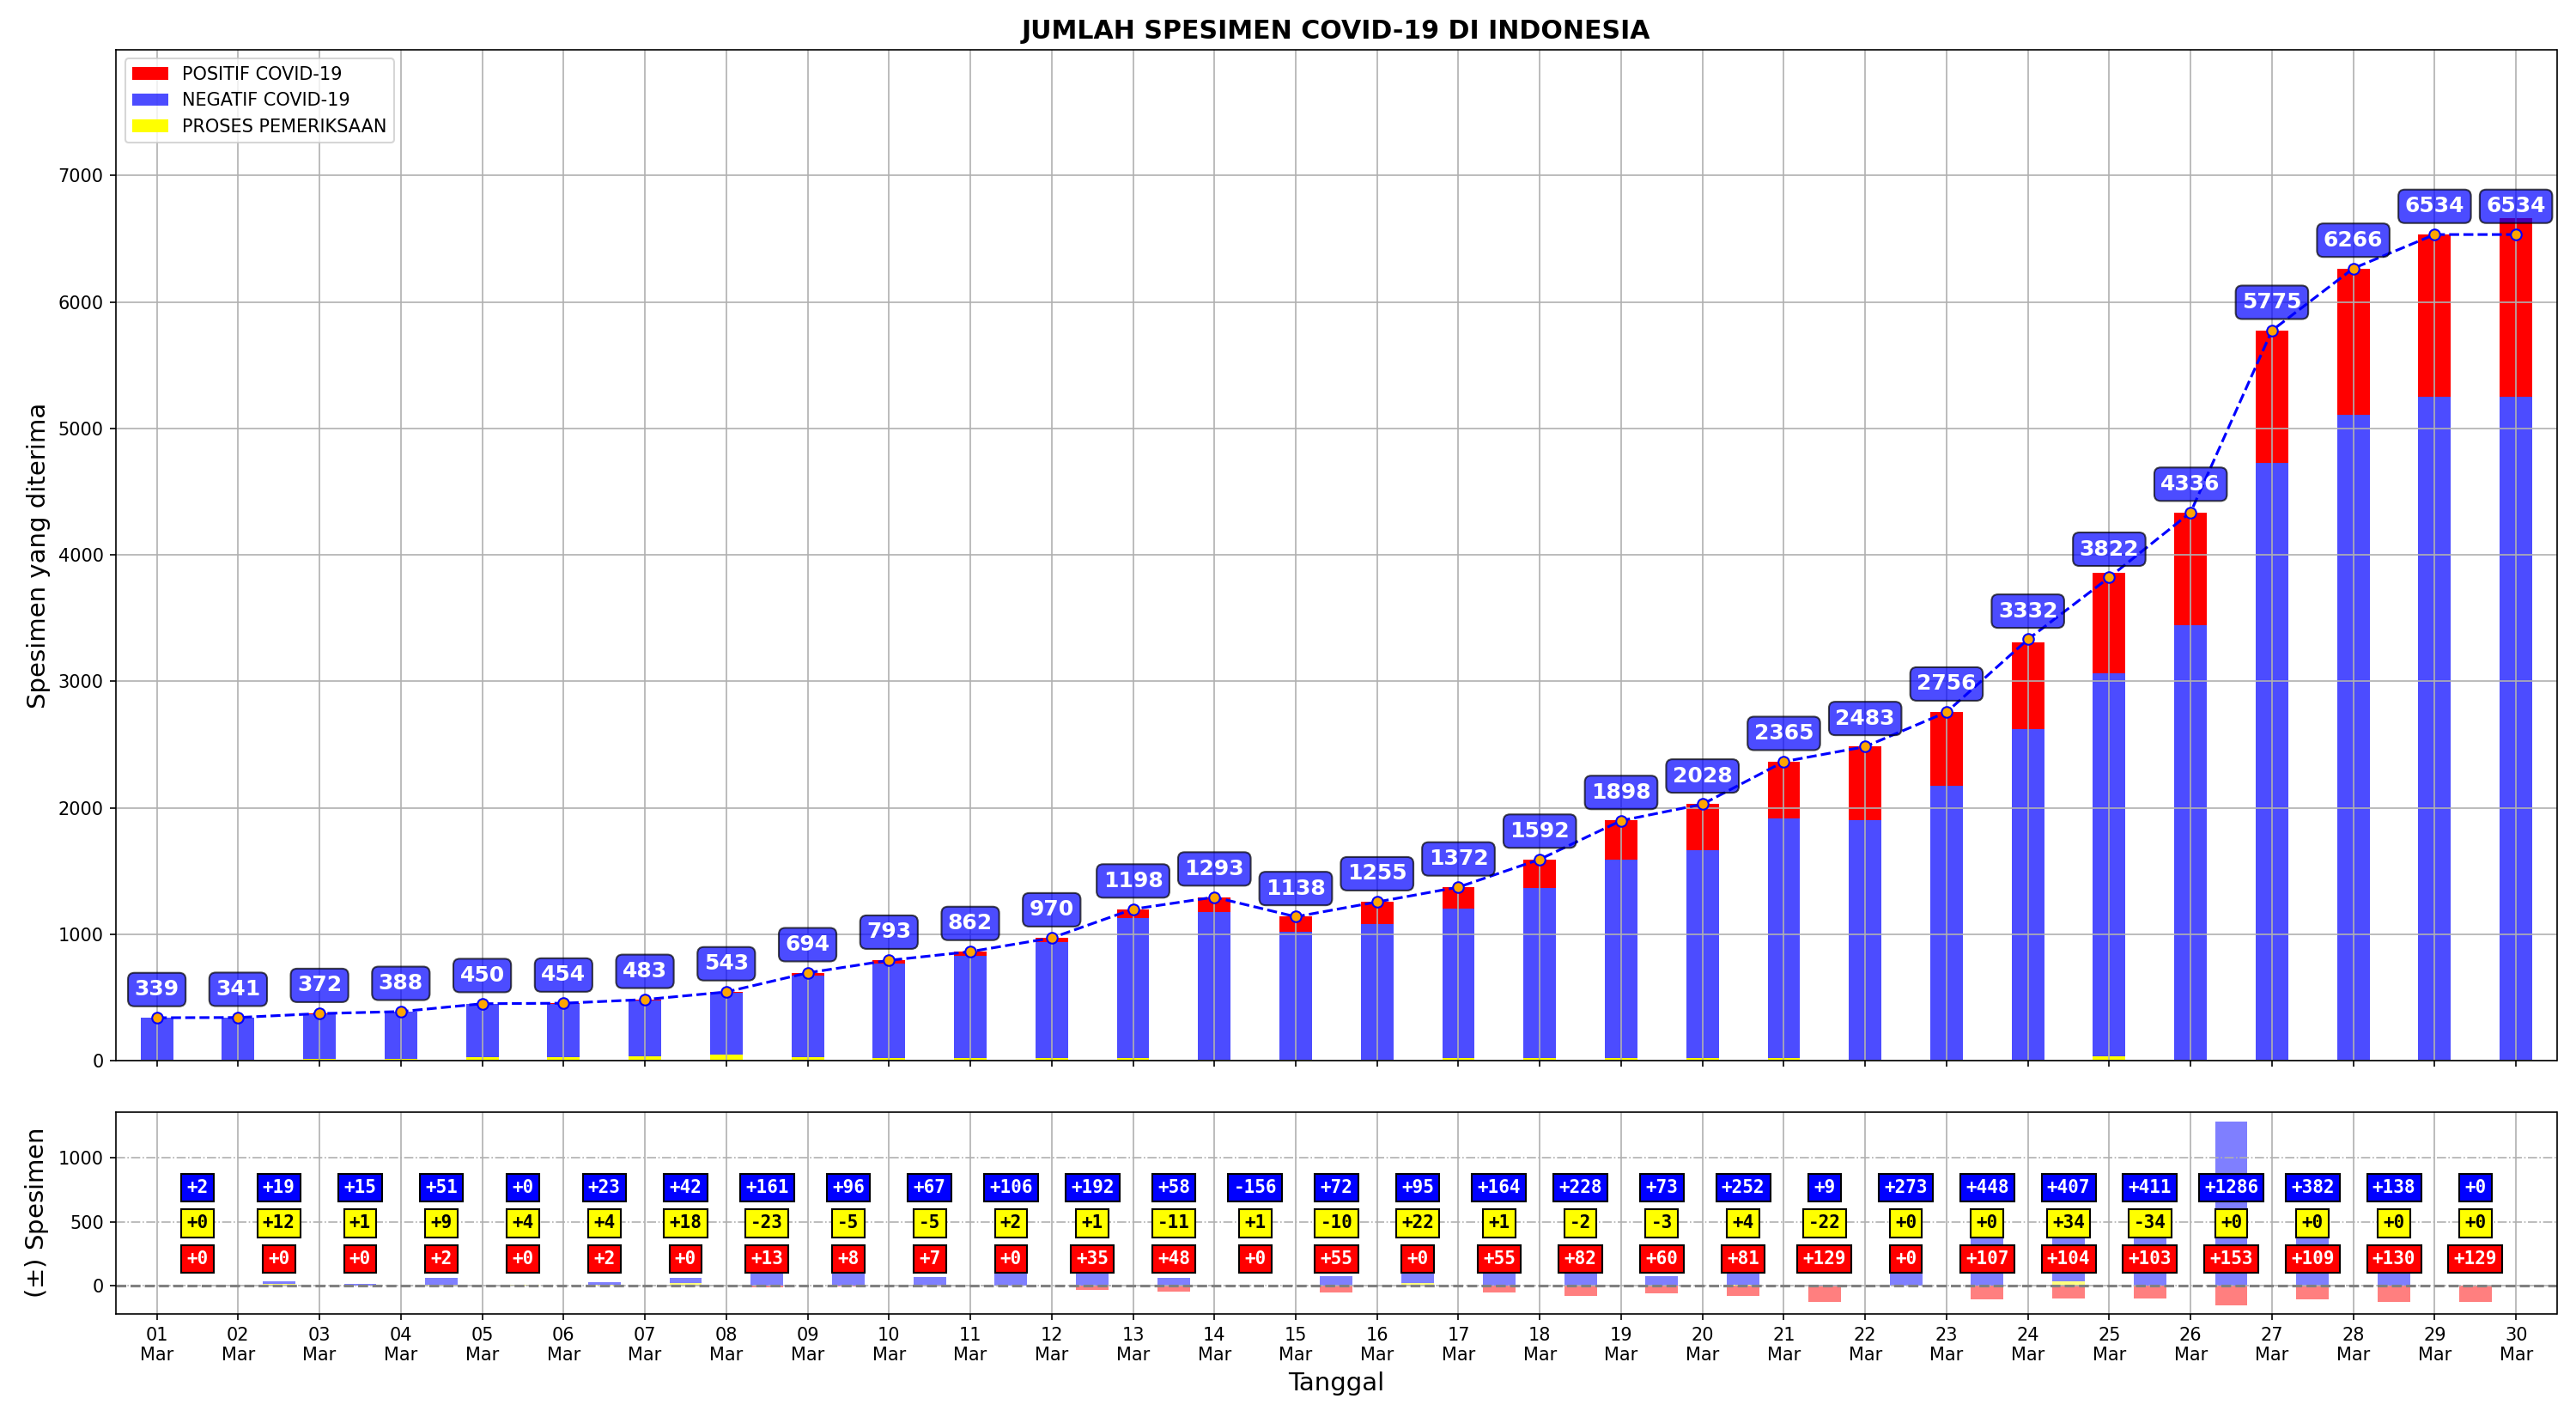 JUMLAH SPESIMEN COVID-19 DI INDONESIA
POSITIF COVID-19
NEGATIF COVID-19
PROSES PEMERIKSAAN
Spesimen yang diterima
7000
6000
5000
4000
3000
2000
1000
0
339 341 372 388 450 454 483 543 694 793 862 970 1198 1293 1138 1255 1372 1592 1898 2028 2365 2483 2756 3332 3822 4336 5775 6266 6534 6534
(±) Spesimen
1000
500
0
+2 +19 +15 +51 +0 +23 +42 +161 +96 +67 +106 +192 +58 -156 +72 +95 +164 +228 +73 +252 +9 +273 +448 +407 +411 +1286 +382 +138 +0
+0 +12 +1 +9 +4 +4 +18 -23 -5 -5 +2 +1 -11 +1 -10 +22 +1 -2 -3 +4 -22 +0 +0 +34 -34 +0 +0 +0 +0
+0 +0 +0 +2 +0 +2 +0 +13 +8 +7 +0 +35 +48 +0 +55 +0 +55 +82 +60 +81 +129 +0 +107 +104 +103 +153 +109 +130 +129
01 02 03 04 05 06 07 08 09 10 11 12 13 14 15 16 17 18 19 20 21 22 23 24 25 26 27 28 29 30
Mar Mar Mar Mar Mar Mar Mar Mar Mar Mar Mar Mar Mar Mar Mar Mar Mar Mar Mar Mar Mar Mar Mar Mar Mar Mar Mar Mar Mar Mar
Tanggal